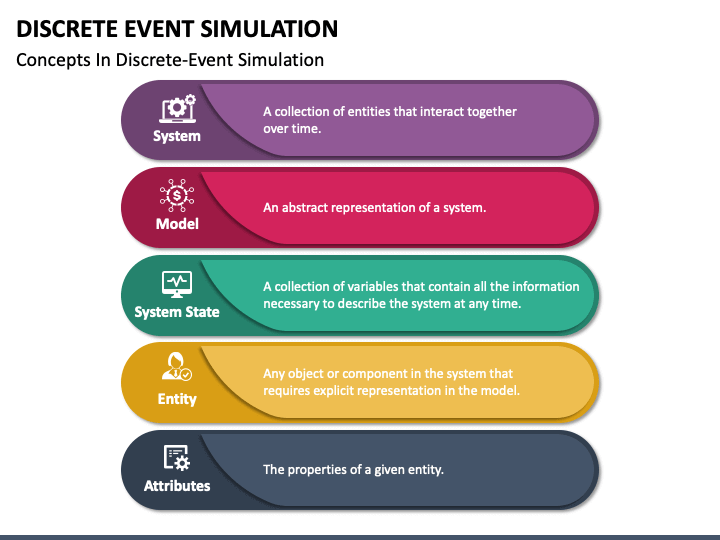 DISCRETE EVENT SIMULATION
Concepts In Discrete-Event Simulation
System
A collection of entities that interact together
over time.
Model
An abstract representation of a system.
System State
A collection of variables that contain all the information
necessary to describe the system at any time.
Entity
Any object or component in the system that
requires explicit representation in the model.
Attributes
The properties of a given entity.